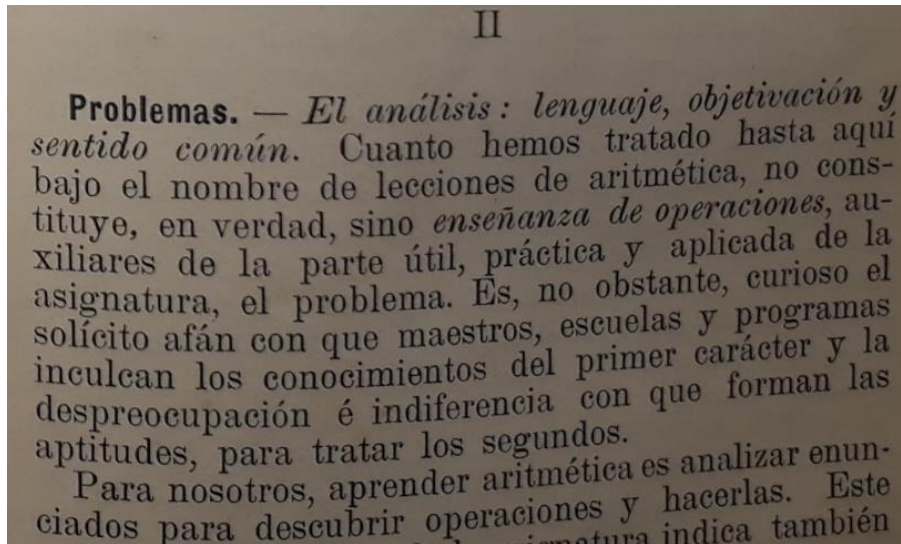 II
Problemas. — El análisis: lenguaje, objetivación y
sentido común. Cuanto hemos tratado hasta aquí
bajo el nombre de lecciones de aritmética, no cons-
tituye, en verdad, sino enseñanza de operaciones, au-
xiliares de la parte útil, práctica y aplicada de la
asignatura, el problema. Es, no obstante, curioso el
solícito afán con que maestros, escuelas y programas
inculcan los conocimientos del primer carácter y la
despreocupación é indiferencia con que forman las
aptitudes, para tratar los segundos.
Para nosotros, aprender aritmética es analizar enun-
ciados para descubrir operaciones y hacerlas. Este
indica también